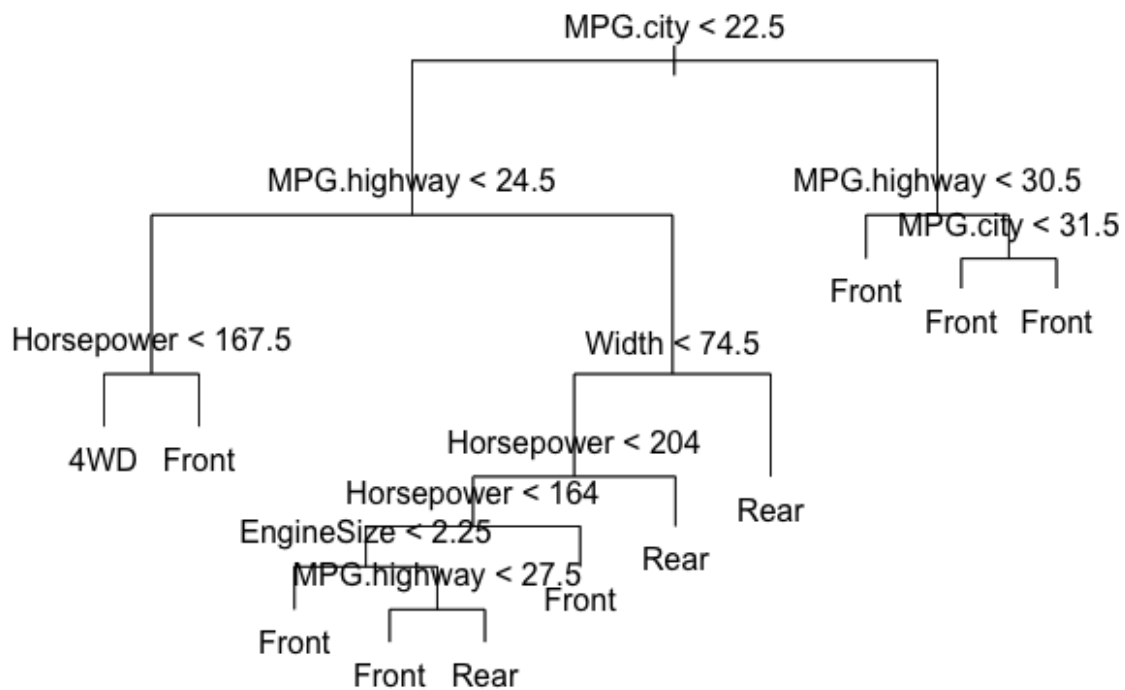 MPG.city < 22.5
MPG.highway < 24.5
MPG.highway < 30.5
MPG.city < 31.5
Front
Front
Front
Horsepower < 167.5
Width < 74.5
4WD
Front
Horsepower < 204
Horsepower < 164
Rear
EngineSize < 2.25
Rear
MPG.highway < 27.5
Front
Front
Front
Rear